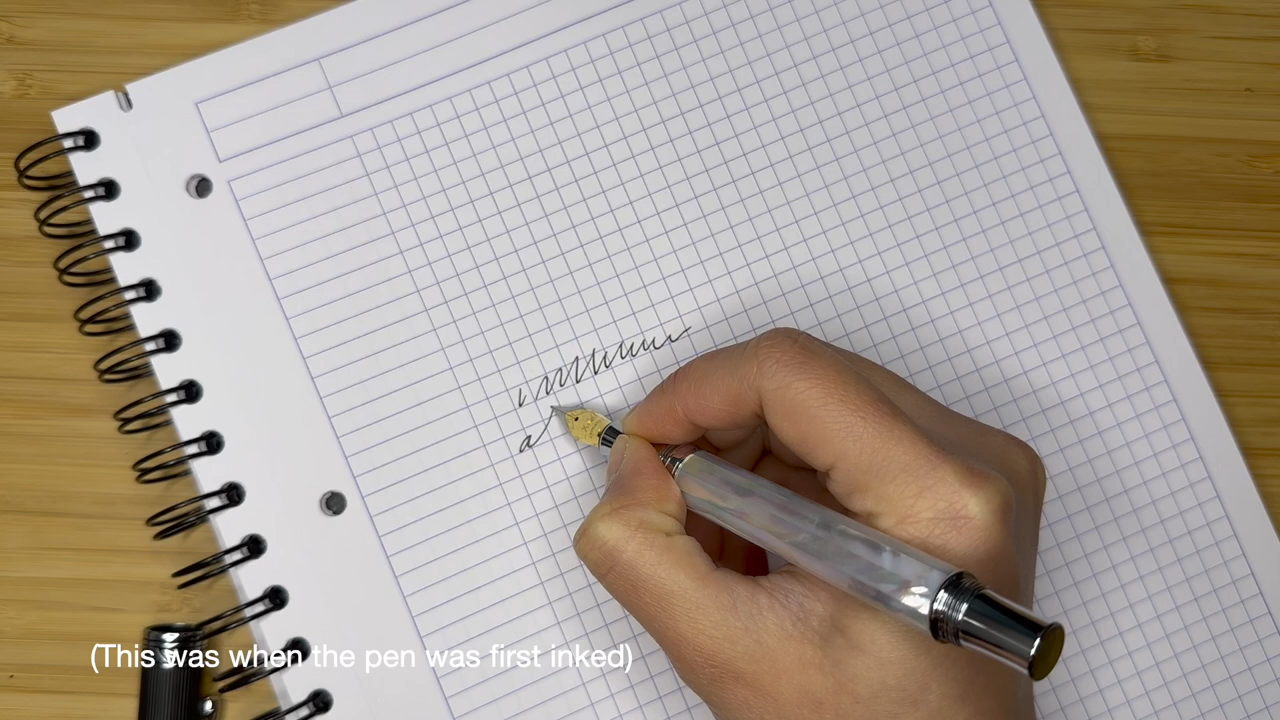 a
(This was when the pen was first inked)